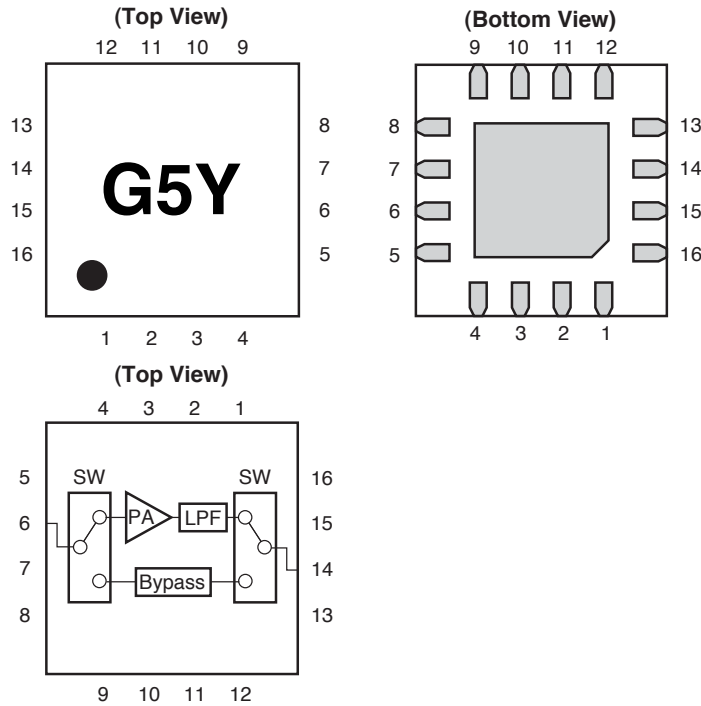 (Top View)
12 11 10 9
13 8
14 7
G5Y
15 6
16 5
1 2 3 4
(Bottom View)
9 10 11 12
8 13
7 14
6 15
5 16
4 3 2 1
(Top View)
4 3 2 1
5 SW SW 16
6 PA LPF 15
7 Bypass 14
8 13
9 10 11 12